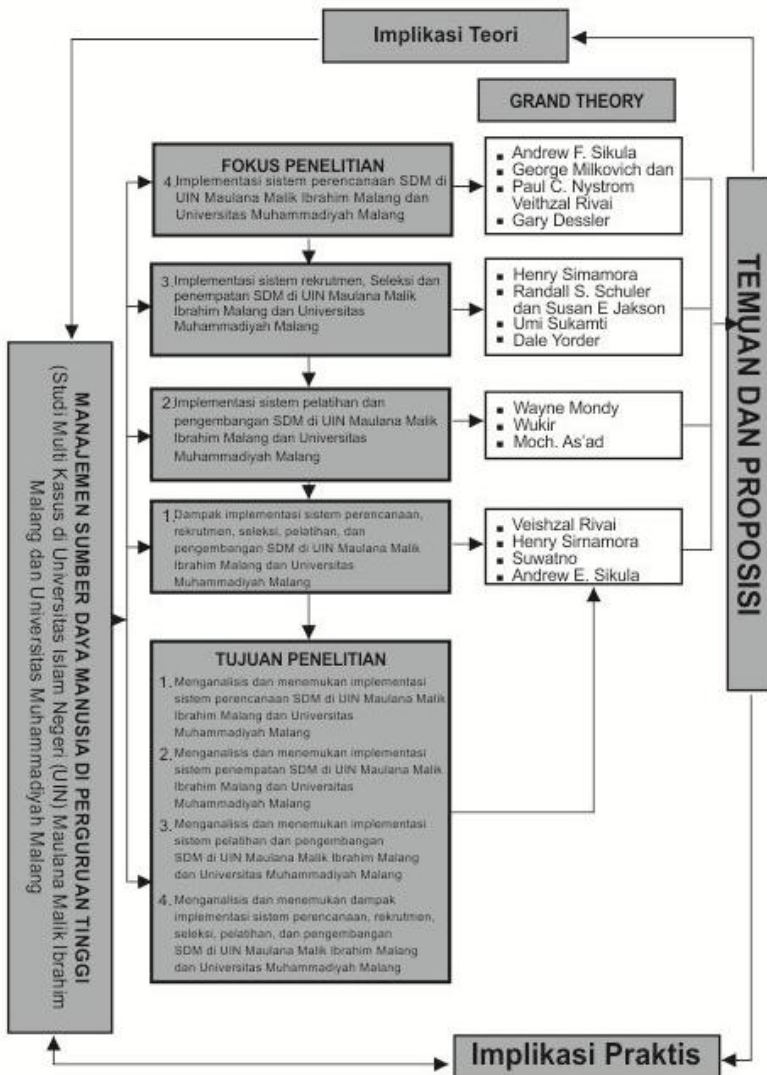 Implikasi Teori
GRAND THEORY
FOKUS PENELITIAN
4. Implementasi sistem perencanaan SDM di
UIN Maulana Malik Ibrahim Malang dan
Universitas Muhammadiyah Malang
▪ Andrew F. Sikula
▪ George Milkovich dan
▪ Paul C. Nystrom
Veithzal Rivai
▪ Gary Dessler
3. Implementasi sistem rekrutmen, Seleksi dan
penempatan SDM di UIN Maulana Malik
Ibrahim Malang dan Universitas
Muhammadiyah Malang
▪ Henry Simamora
▪ Randall S. Schuler
dan Susan E Jakson
▪ Umi Sukamti
▪ Dale Yorder
2. Implementasi sistem pelatihan dan
pengembangan SDM di UIN Maulana Malik
Ibrahim Malang dan Universitas
Muhammadiyah Malang
▪ Wayne Mondy
▪ Wukir
▪ Moch. As'ad
1. Dampak implementasi sistem perencanaan,
rekrutmen, seleksi, pelatihan, dan
pengembangan SDM di UIN Maulana Malik
Ibrahim Malang dan Universitas
Muhammadiyah Malang
▪ Veishzal Rivai
▪ Henry Sirnamora
▪ Suwatno
▪ Andrew E. Sikula
TUJUAN PENELITIAN
1. Menganalisis dan menemukan implementasi
sistem perencanaan SDM di UIN Maulana Malik
Ibrahim Malang dan Universitas
Muhammadiyah Malang
2. Menganalisis dan menemukan implementasi
sistem penempatan SDM di UIN Maulana Malik
Ibrahim Malang dan Universitas
Muhammadiyah Malang
3. Menganalisis dan menemukan implementasi
sistem pelatihan dan pengembangan
SDM di UIN Maulana Malik Ibrahim Malang
dan Universitas Muhammadiyah Malang
4. Menganalisis dan menemukan dampak
implementasi sistem perencanaan, rekrutmen,
seleksi, pelatihan, dan pengembangan
SDM di UIN Maulana Malik Ibrahim Malang
dan Universitas Muhammadiyah Malang
MANAJEMEN SUMBER DAYA MANUSIA DI PERGURUAN TINGGI
(Studi Multi Kasus di Universitas Islam Negeri (UIN) Maulana Malik Ibrahim
Malang dan Universitas Muhammadiyah Malang
TEMUAN DAN PROPOSISI
Implikasi Praktis